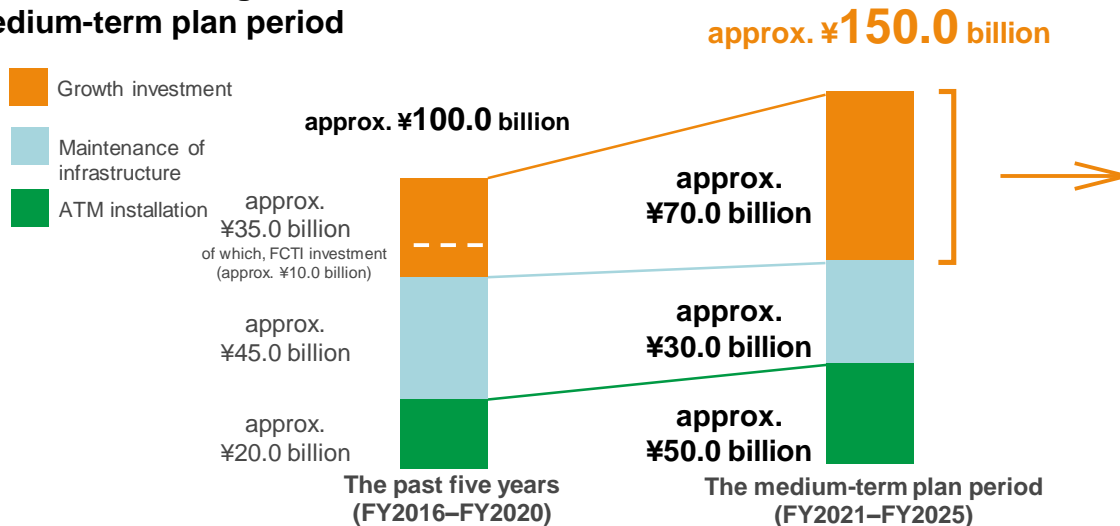 medium-term plan period
approx. ¥150.0 billion
Growth investment
Maintenance of
infrastructure
ATM installation
approx. ¥100.0 billion
approx.
¥35.0 billion
of which, FCTI investment
(approx. ¥10.0 billion)
approx.
¥45.0 billion
approx.
¥20.0 billion
The past five years
(FY2016–FY2020)
approx.
¥70.0 billion
approx.
¥30.0 billion
approx.
¥50.0 billion
The medium-term plan period
(FY2021–FY2025)